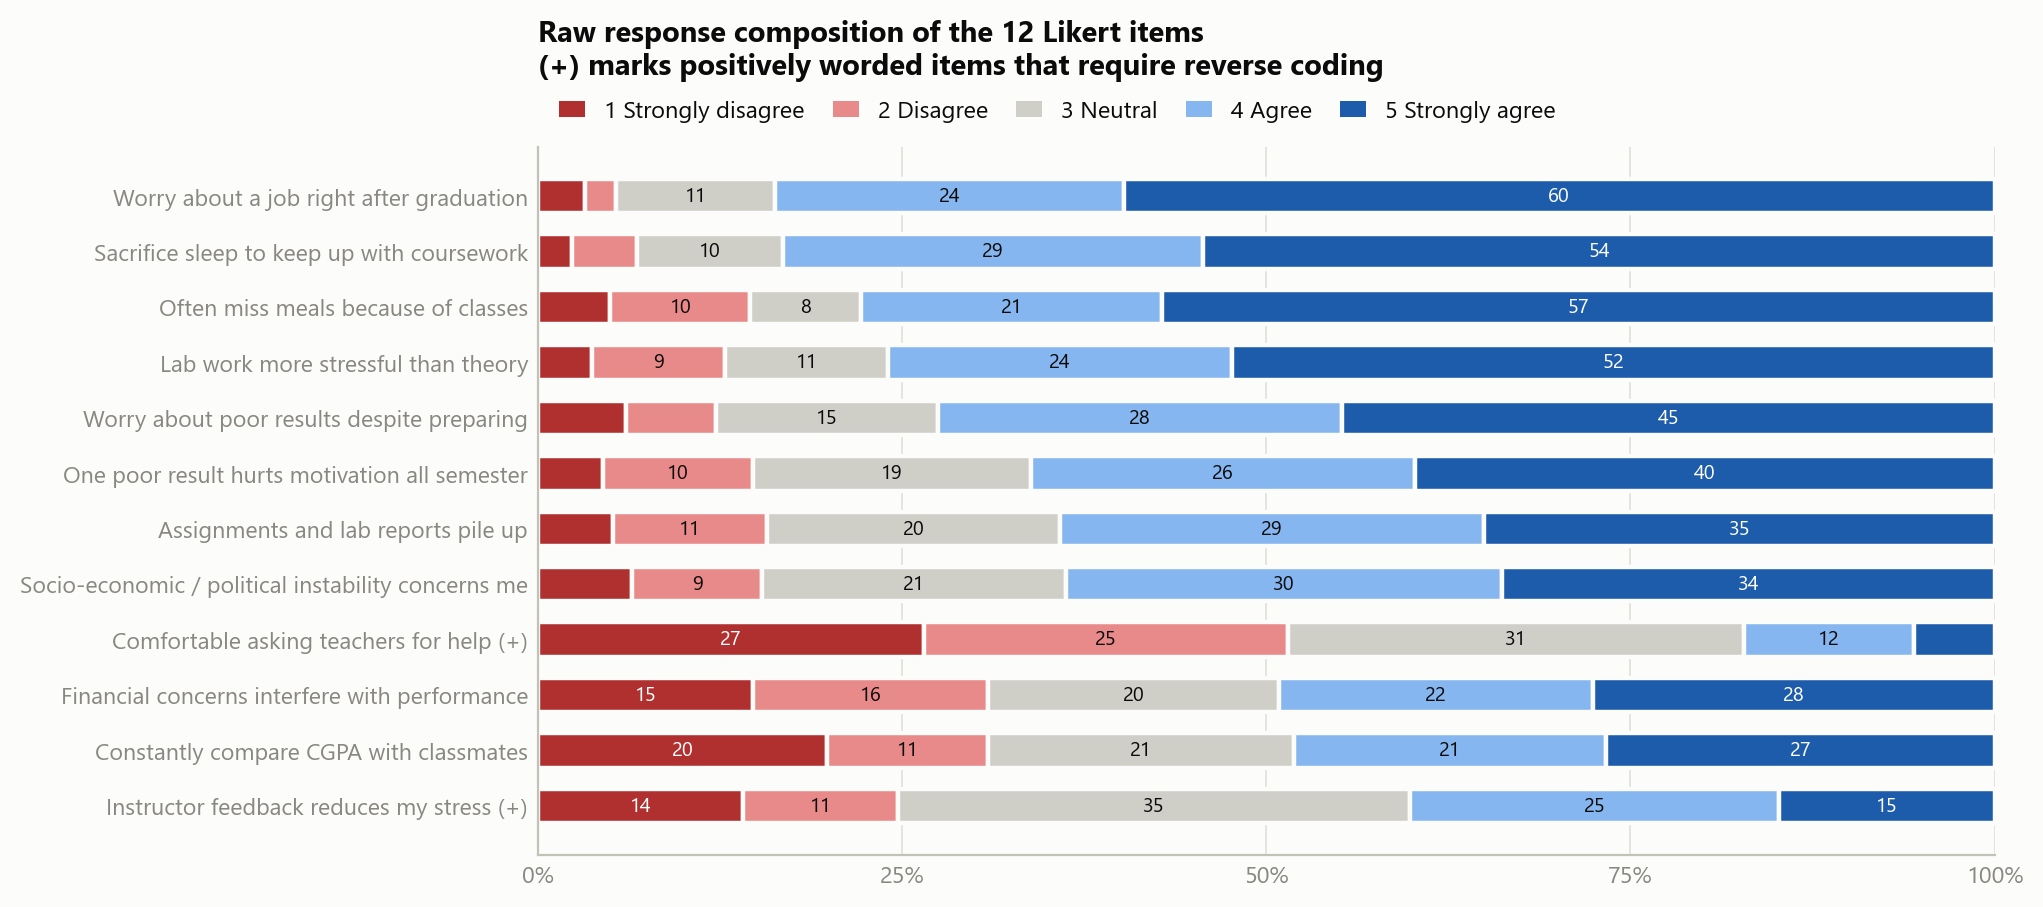 Raw response composition of the 12 Likert items
(+) marks positively worded items that require reverse coding
1 Strongly disagree 2 Disagree 3 Neutral 4 Agree 5 Strongly agree
Worry about a job right after graduation 11 24 60
Sacrifice sleep to keep up with coursework 10 29 54
Often miss meals because of classes 10 8 21 57
Lab work more stressful than theory 9 11 24 52
Worry about poor results despite preparing 15 28 45
One poor result hurts motivation all semester 10 19 26 40
Assignments and lab reports pile up 11 20 29 35
Socio-economic / political instability concerns me 9 21 30 34
Comfortable asking teachers for help (+) 27 25 31 12
Financial concerns interfere with performance 15 16 20 22 28
Constantly compare CGPA with classmates 20 11 21 21 27
Instructor feedback reduces my stress (+) 14 11 35 25 15
0% 25% 50% 75% 100%